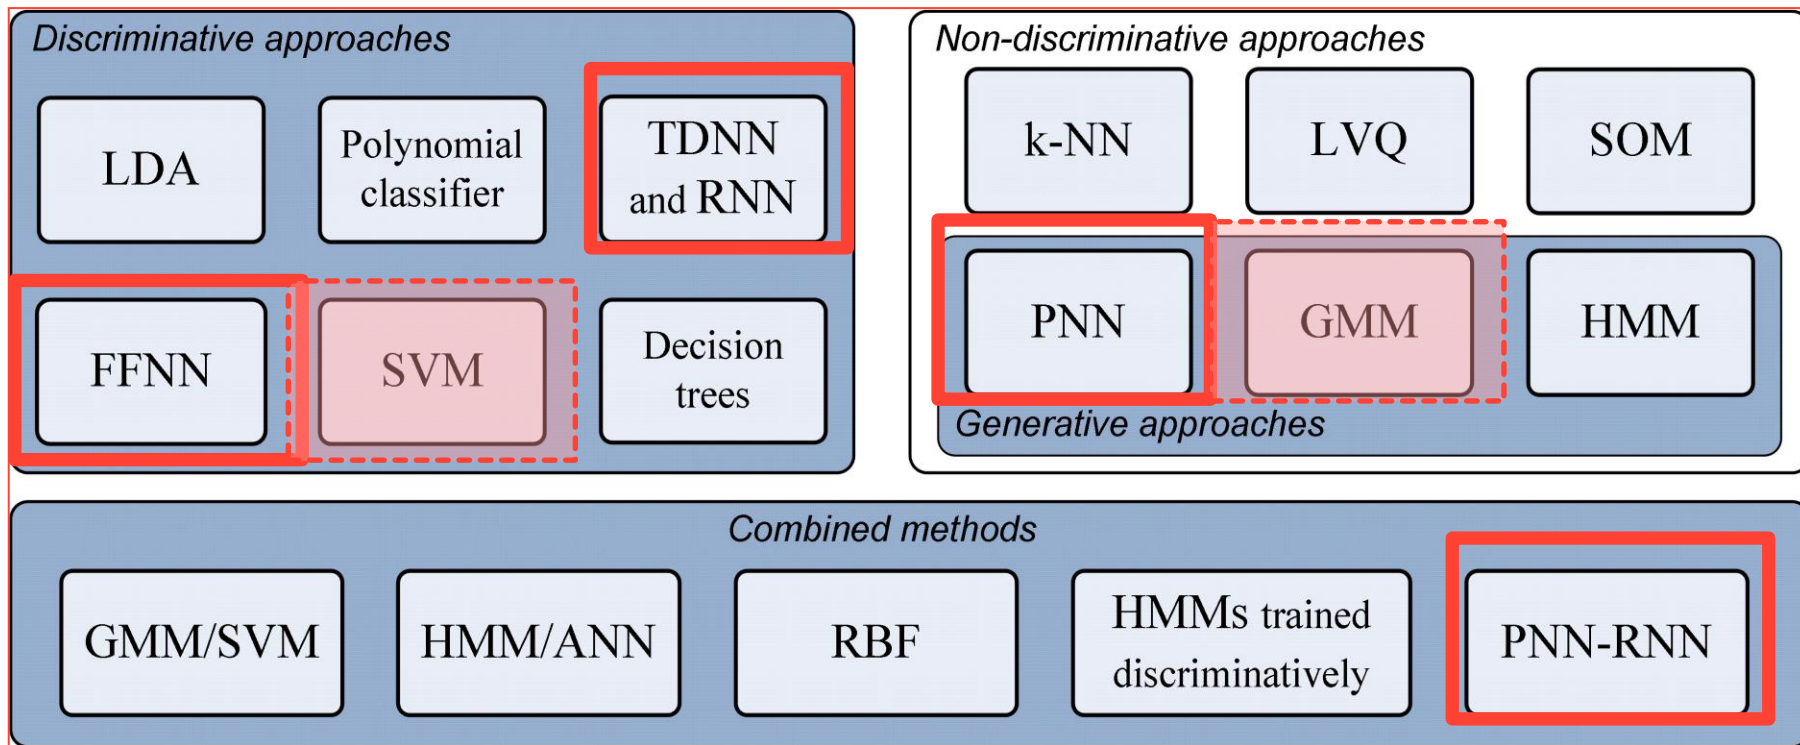 Discriminative approaches
LDA
Polynomial
classifier
TDNN
and RNN
FFNN
SVM
Decision
trees
Non-discriminative approaches
k-NN
LVQ
SOM
PNN
GMM
HMM
Generative approaches
Combined methods
GMM/SVM
HMM/ANN
RBF
HMMs trained
discriminatively
PNN-RNN